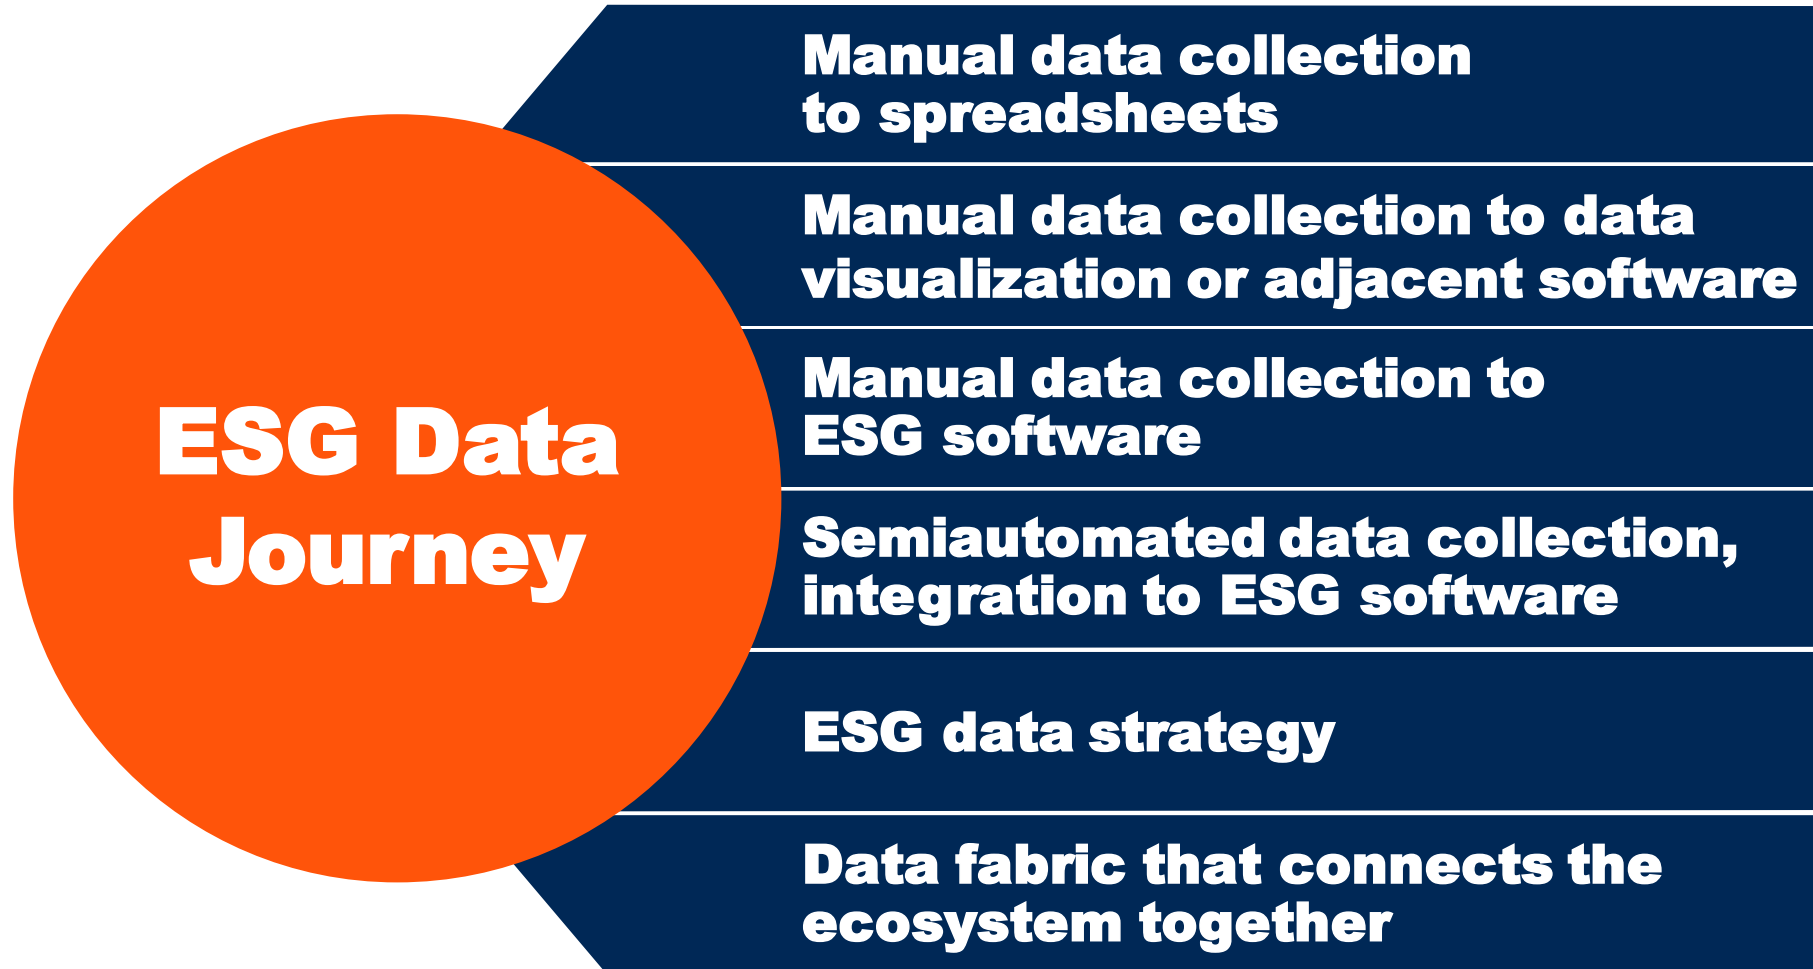 ESG Data
Journey
Manual data collection
to spreadsheets
Manual data collection to data
visualization or adjacent software
Manual data collection to
ESG software
Semiautomated data collection,
integration to ESG software
ESG data strategy
Data fabric that connects the
ecosystem together